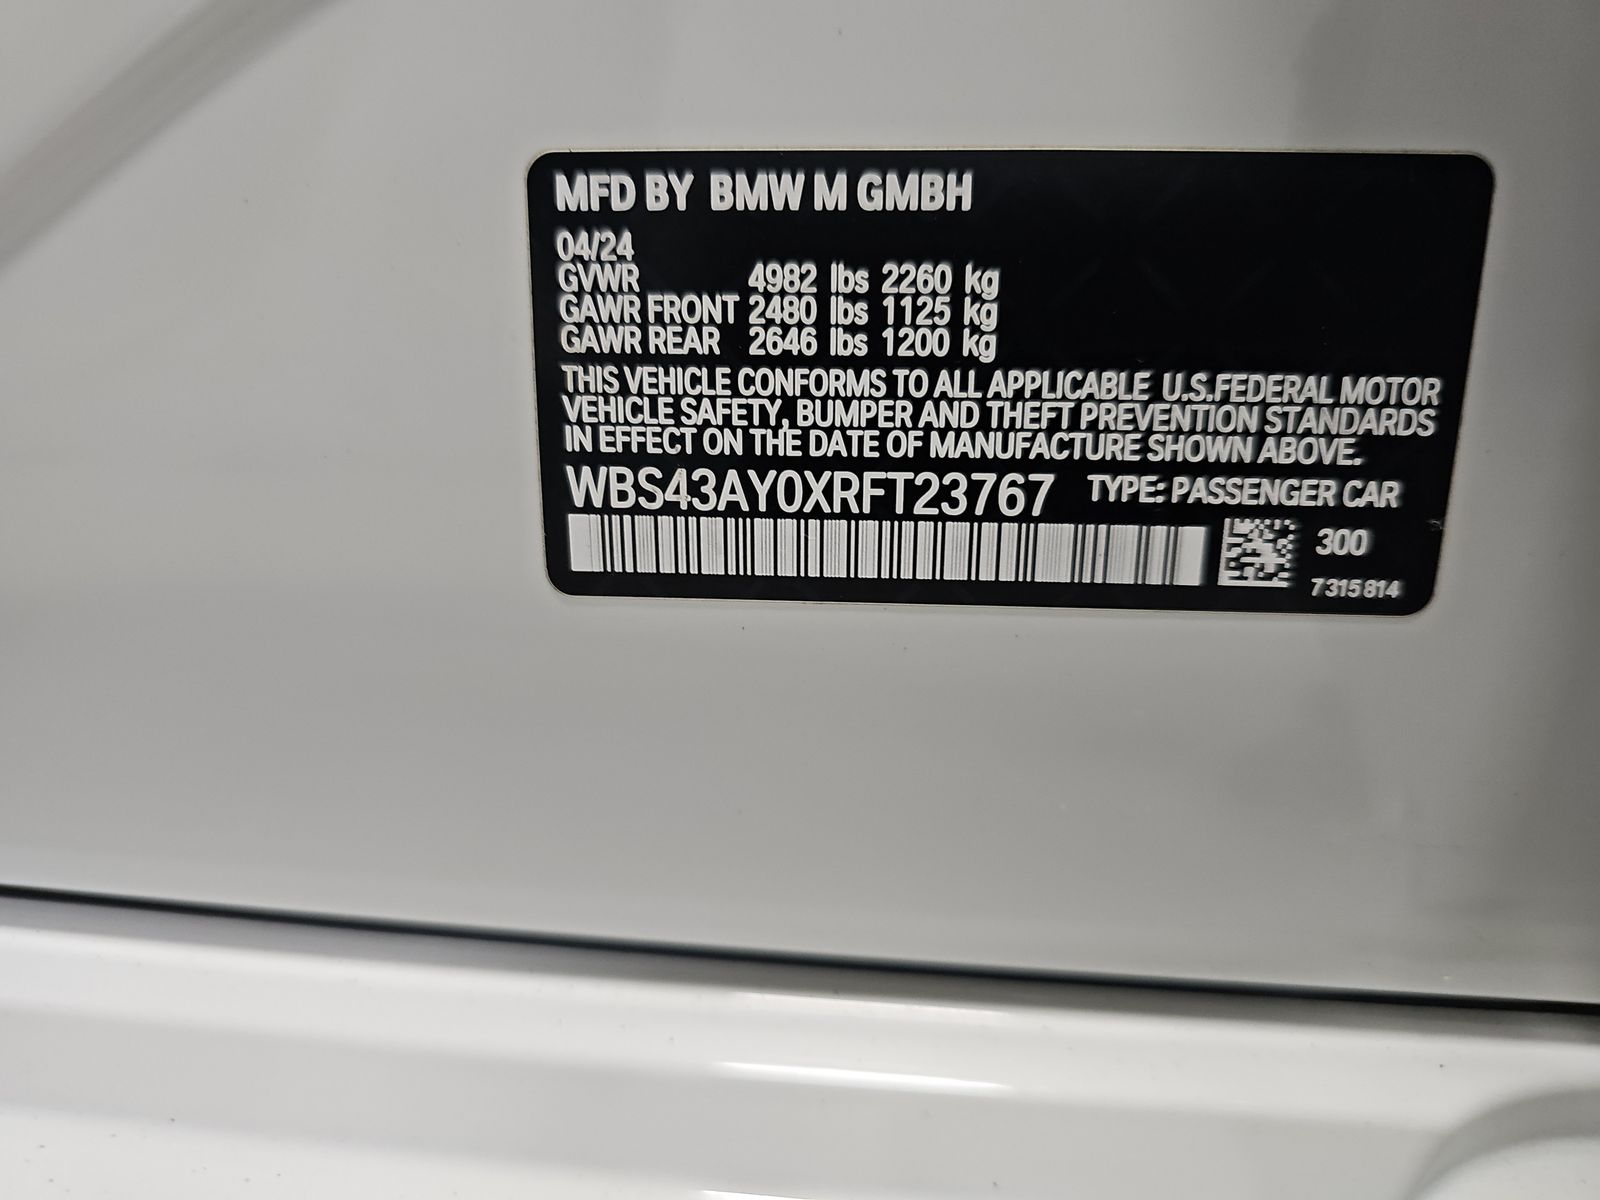 MFD BY BMW M GMBH
04/24
GVWR 4982 lbs 2260 kg
GAWR FRONT 2480 lbs 1125 kg
GAWR REAR 2646 lbs 1200 kg
THIS VEHICLE CONFORMS TO ALL APPLICABLE U.S.FEDERAL MOTOR
VEHICLE SAFETY, BUMPER AND THEFT PREVENTION STANDARDS
IN EFFECT ON THE DATE OF MANUFACTURE SHOWN ABOVE.
WBS43AY0XRFT23767 TYPE: PASSENGER CAR
300
7315814